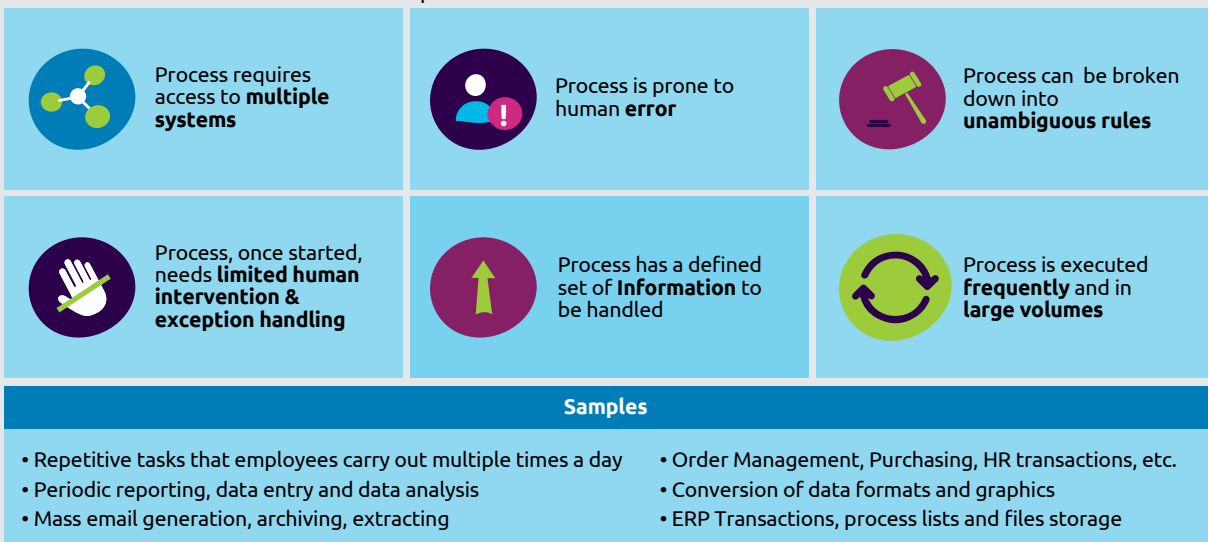 Process requires
access to multiple
systems
Process is prone to
human error
Process can be broken
down into
unambiguous rules
Process, once started,
needs limited human
intervention &
exception handling
Process has a defined
set of Information to
be handled
Process is executed
frequently and in
large volumes
Samples
• Repetitive tasks that employees carry out multiple times a day
• Periodic reporting, data entry and data analysis
• Mass email generation, archiving, extracting
• Order Management, Purchasing, HR transactions, etc.
• Conversion of data formats and graphics
• ERP Transactions, process lists and files storage